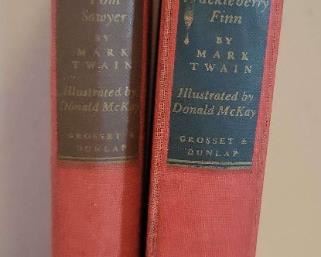 Tom
Sawyer
BY
MARK
TWAIN
Illustrated by
Donald McKay
GROSSET &
DUNLAP
Huckleberry
Finn
BY
MARK
TWAIN
Illustrated by
Donald McKay
GROSSET &
DUNLAP